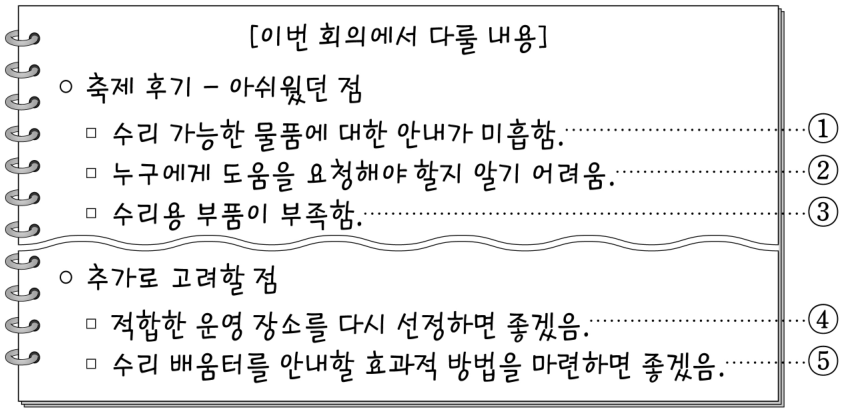 [이번 회의에서 다룰 내용]
○ 축제 후기 - 아쉬웠던 점
□ 수리 가능한 물품에 대한 안내가 미흡함. ①
□ 누구에게 도움을 요청해야 할지 알기 어려움. ②
□ 수리용 부품이 부족함. ③
○ 추가로 고려할 점
□ 적합한 운영 장소를 다시 선정하면 좋겠음. ④
□ 수리 배움터를 안내할 효과적 방법을 마련하면 좋겠음. ⑤